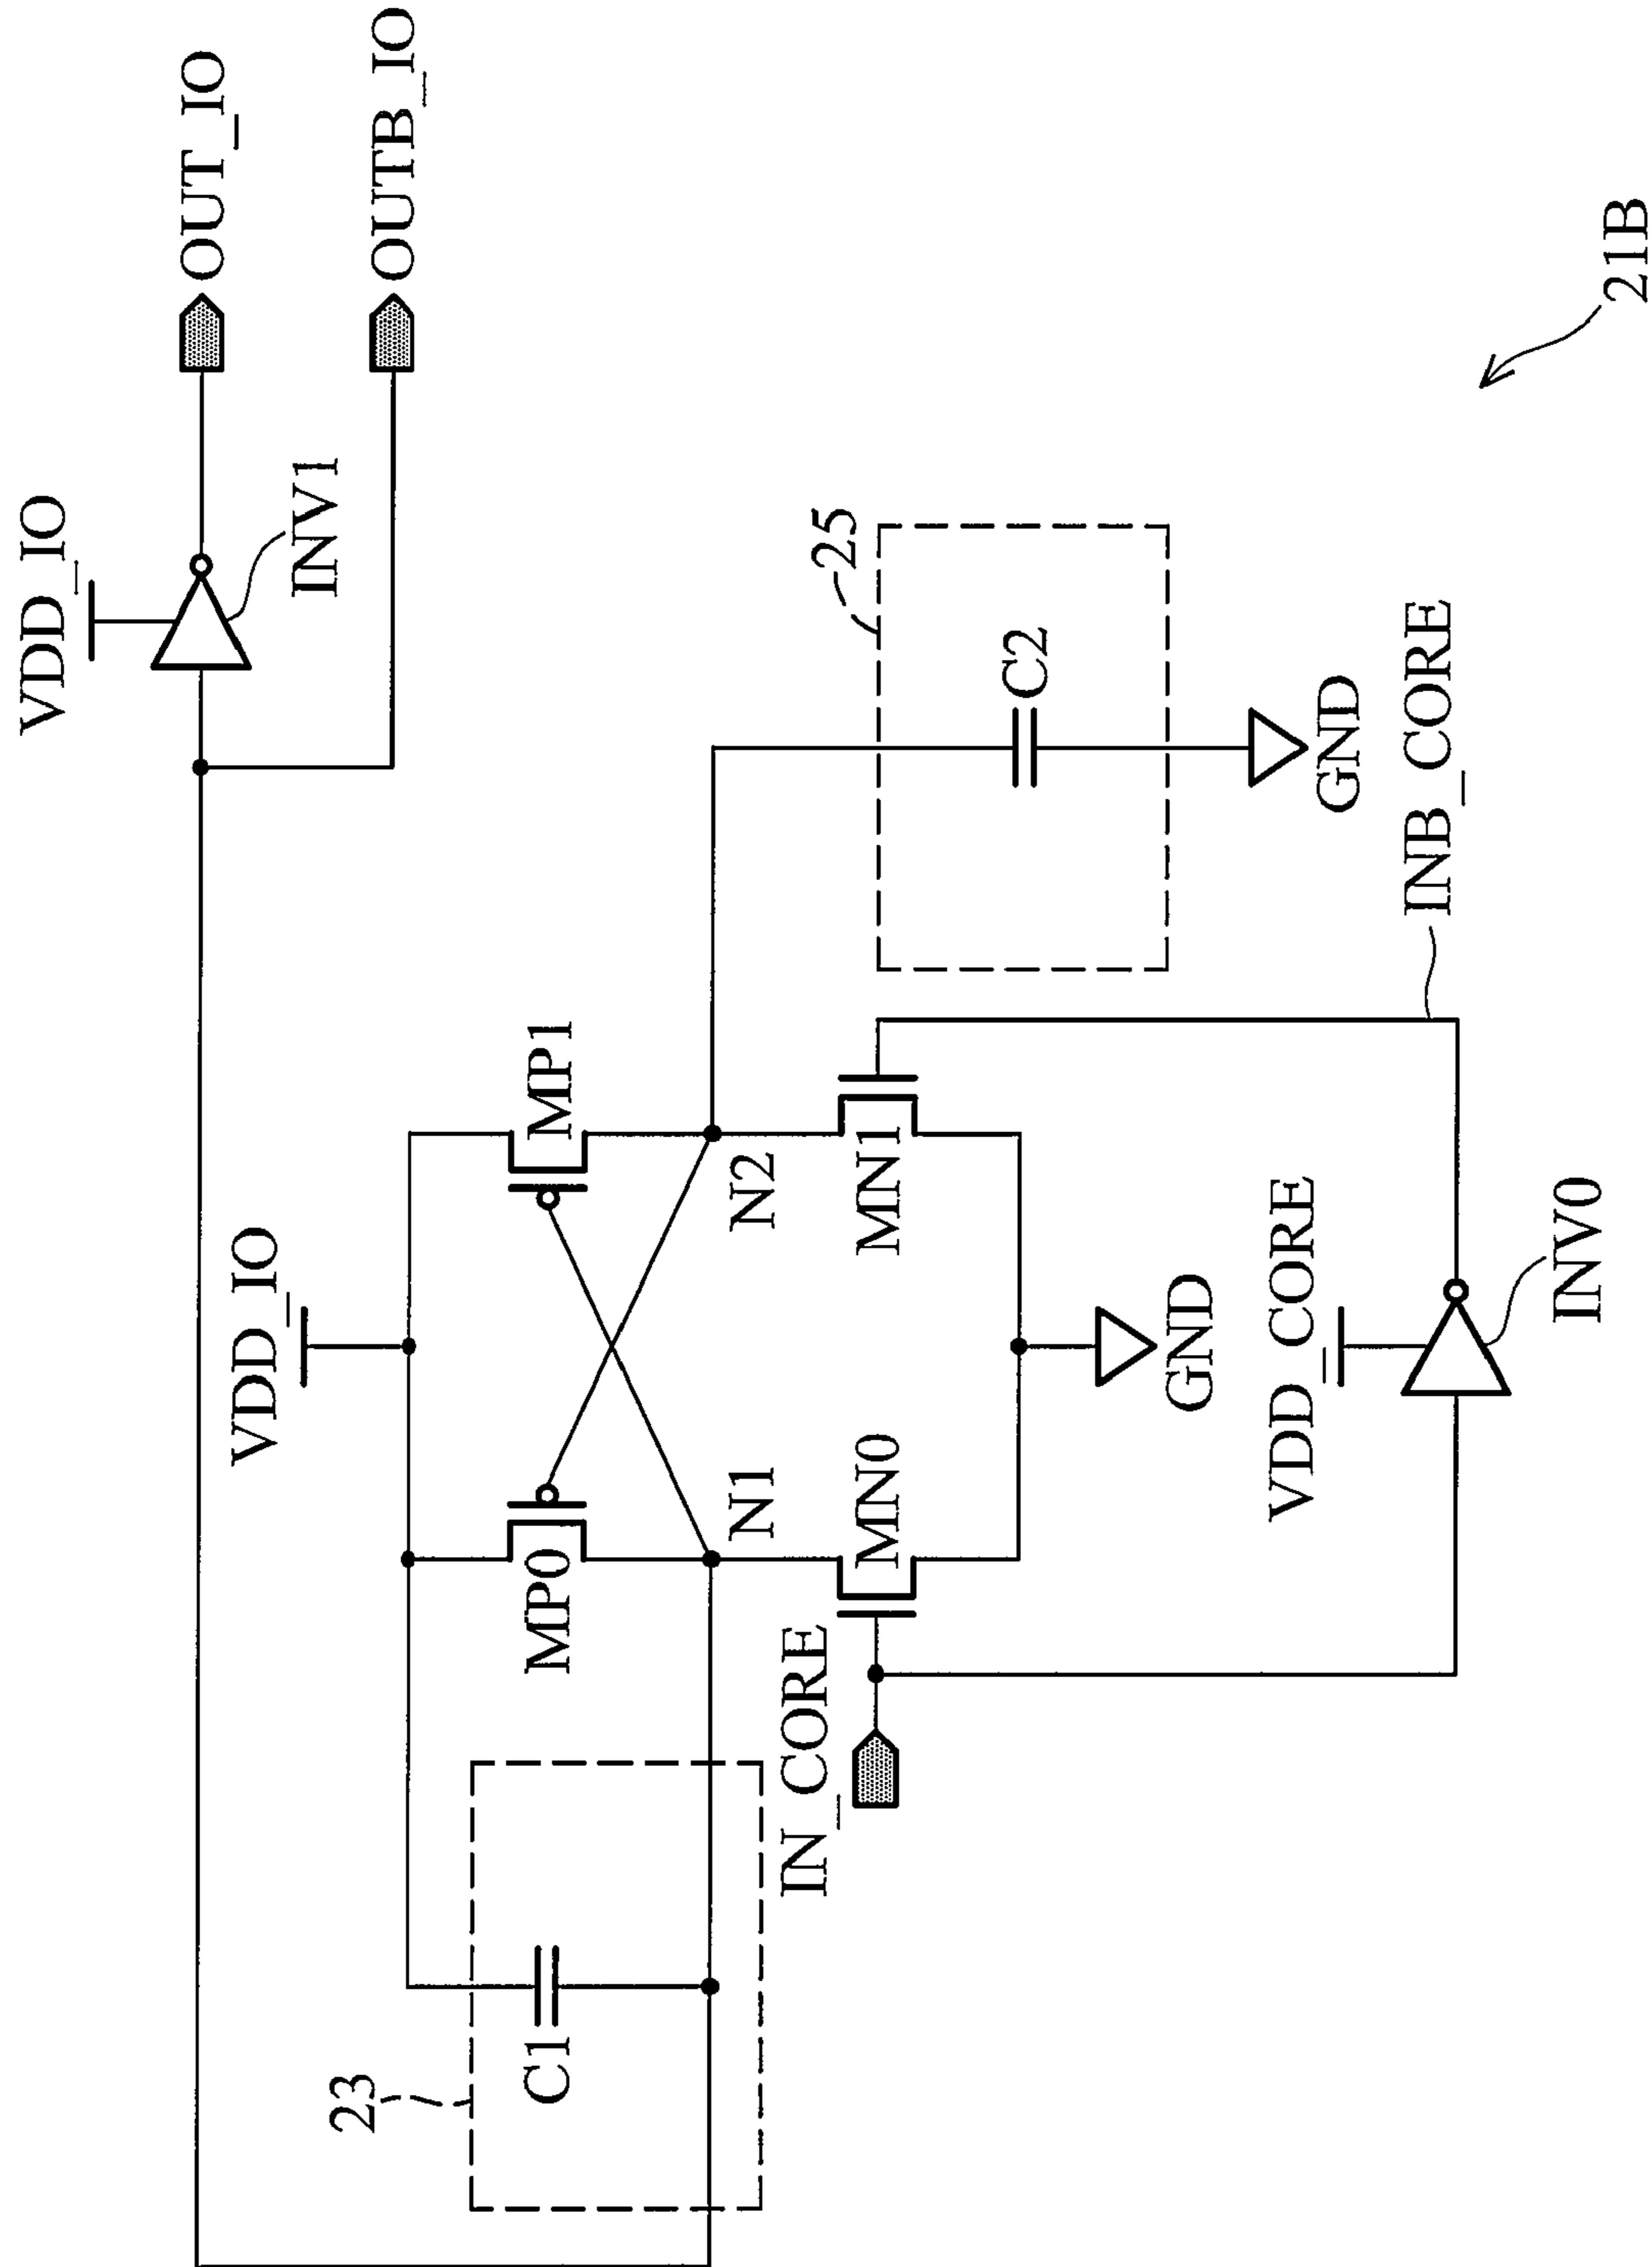 VDD_IO
OUT_IO
INV1
OUTB_IO
VDD_IO
23
C1
MP0
MP1
N1
N2
25
C2
IN_CORE
MN0
MN1
GND
GND
VDD_CORE
INB_CORE
INV0
21B